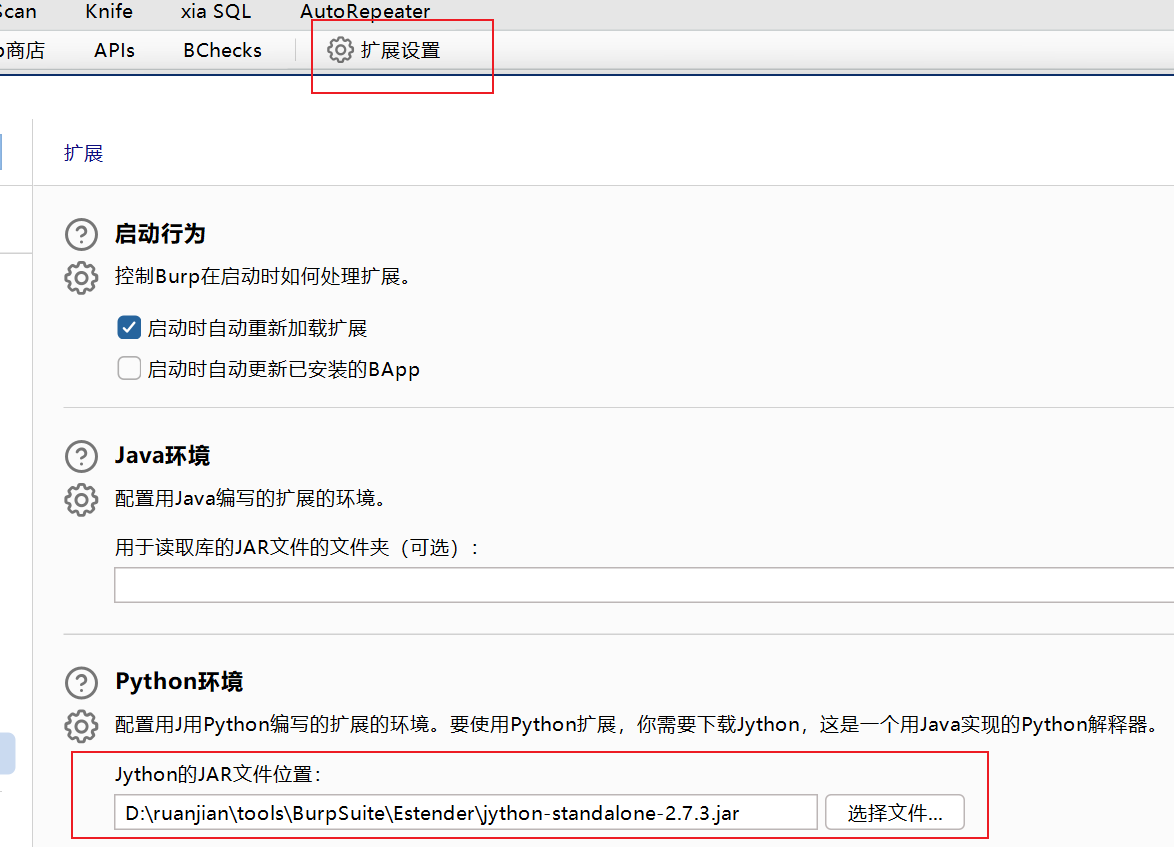 Knife xia SQL AutoRepeater
商店 APIs BChecks 扩展设置
扩展
启动行为
控制Burp在启动时如何处理扩展。
启动时自动重新加载扩展
启动时自动更新已安装的BApp
Java环境
配置用Java编写的扩展的环境。
用于读取库的JAR文件的文件夹（可选）:
Python环境
配置用J用Python编写的扩展的环境。要使用Python扩展，你需要下载Jython，这是一个用Java实现的Python解释器。
Jython的JAR文件位置:
D:\ruanjian\tools\BurpSuite\Estender\jython-standalone-2.7.3.jar 选择文件...